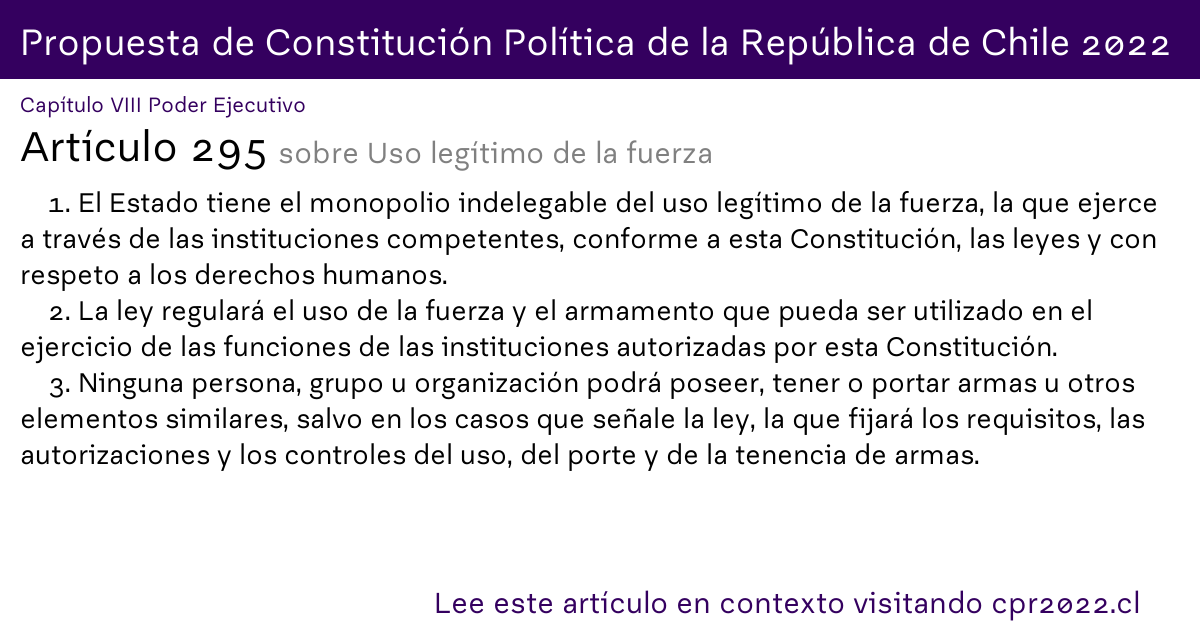 Propuesta de Constitución Política de la República de Chile 2022
Capítulo VIII Poder Ejecutivo
Artículo 295 sobre Uso legítimo de la fuerza
1. El Estado tiene el monopolio indelegable del uso legítimo de la fuerza, la que ejerce
a través de las instituciones competentes, conforme a esta Constitución, las leyes y con
respeto a los derechos humanos.
2. La ley regulará el uso de la fuerza y el armamento que pueda ser utilizado en el
ejercicio de las funciones de las instituciones autorizadas por esta Constitución.
3. Ninguna persona, grupo u organización podrá poseer, tener o portar armas u otros
elementos similares, salvo en los casos que señale la ley, la que fijará los requisitos, las
autorizaciones y los controles del uso, del porte y de la tenencia de armas.
Lee este artículo en contexto visitando cpr2022.cl